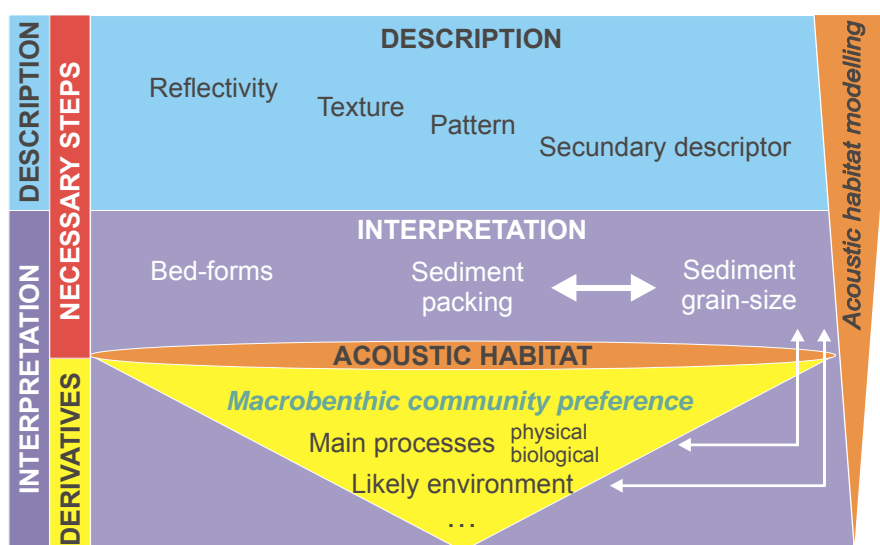 DESCRIPTION
INTERPRETATION
NECESSARY STEPS
DERIVATIVES
DESCRIPTION
Reflectivity
Texture
Pattern
Secundary descriptor
INTERPRETATION
Bed-forms
Sediment
packing
Sediment
grain-size
ACOUSTIC HABITAT
Macrobenthic community preference
Main processes physical
biological
Likely environment
...
Acoustic habitat modelling